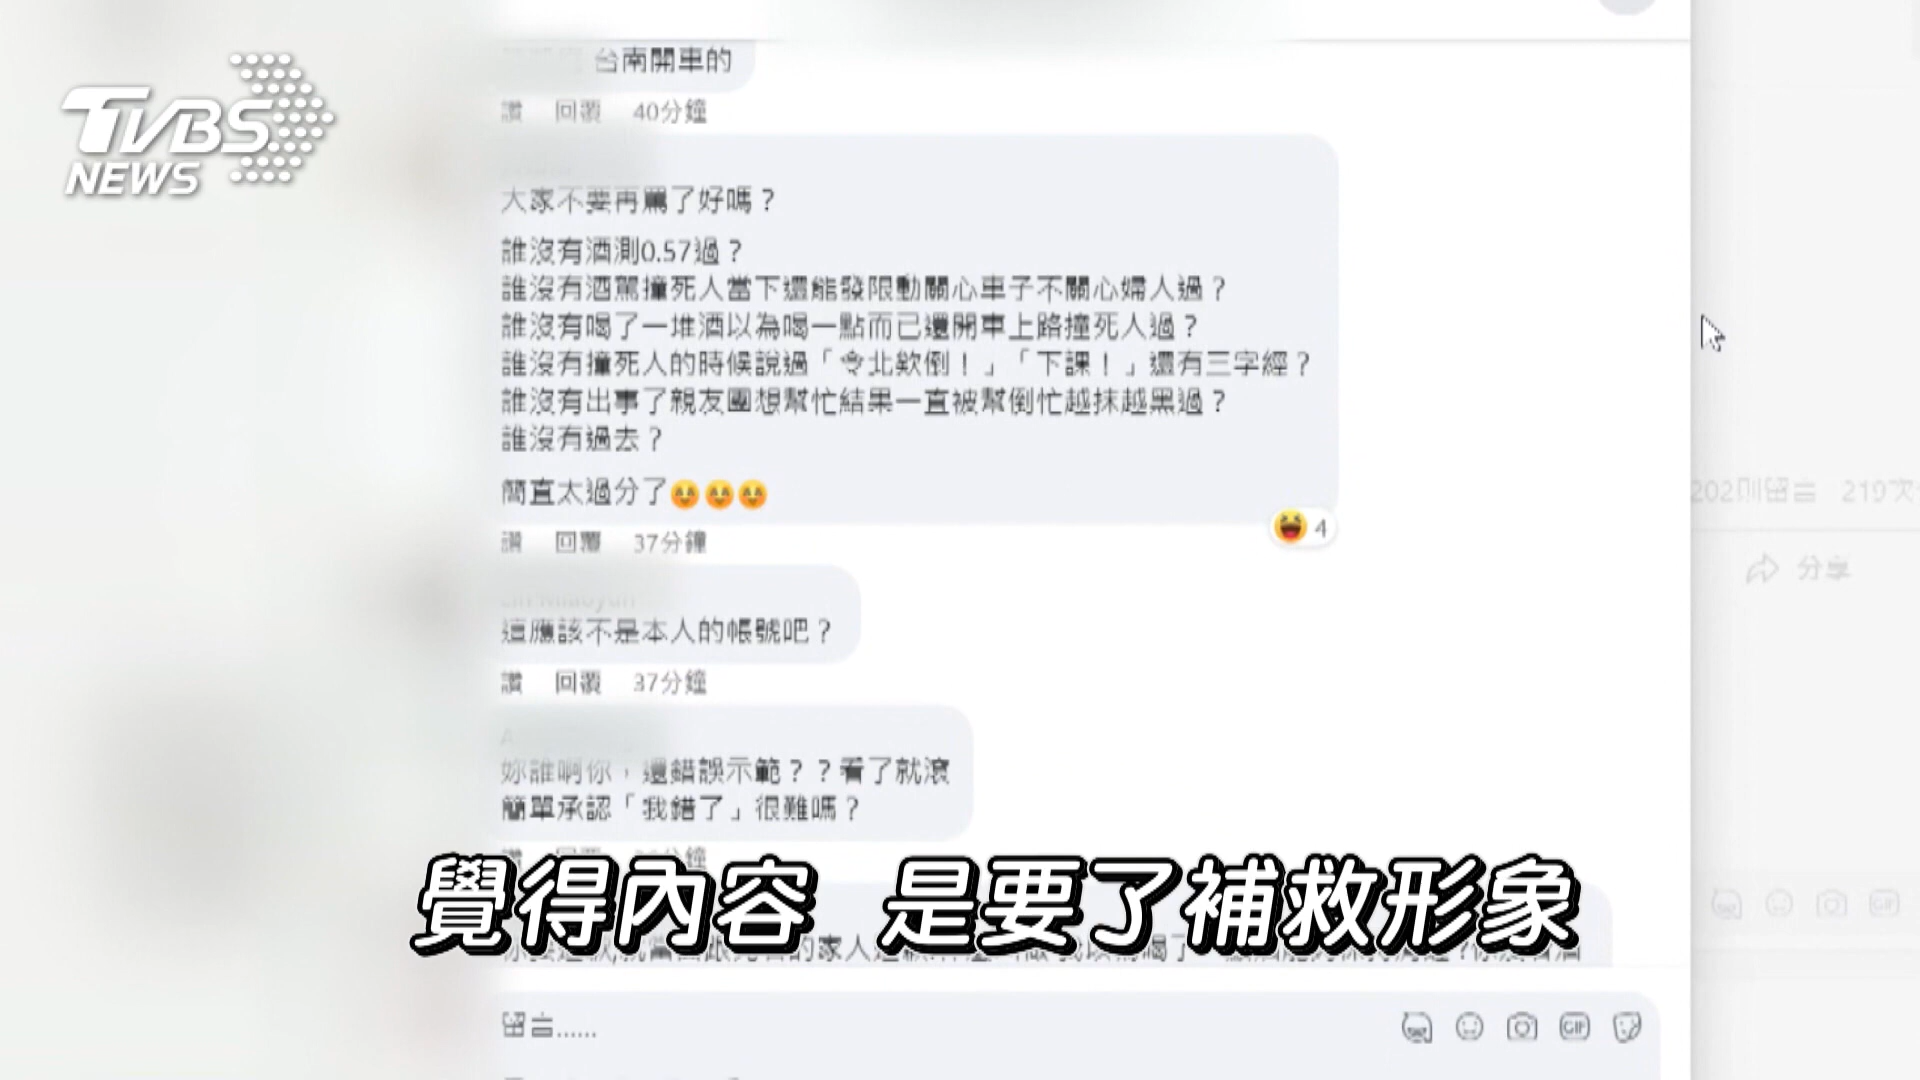 TVBS
NEWS
台南開車的
讚 回覆 40分鐘
大家不要再罵了好嗎？
誰沒有酒測0.57過？
誰沒有酒駕撞死人當下還能發限動關心車子不關心婦人過？
誰沒有喝了一堆酒以為喝一點而已還開車上路撞死人過？
誰沒有撞死人的時候說過「令北欸倒！」「下課！」還有三字經？
誰沒有出事了親友團想幫忙結果一直被幫倒忙越抹越黑過？
誰沒有過去？
簡直太過分了
4
讚 回覆 37分鐘
202則留言 219次
分享
這應該不是本人的帳號吧？
讚 回覆 37分鐘
妳誰啊你，還錯誤示範？？看了就滾
簡單承認「我錯了」很難嗎？
覺得內容 是要了補救形象
留言......
GIF